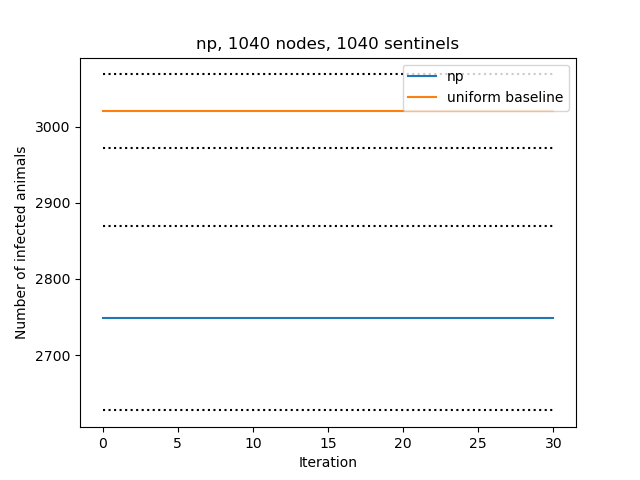 np, 1040 nodes, 1040 sentinels
np
uniform baseline
3000
2900
2800
2700
Number of infected animals
0 5 10 15 20 25 30
Iteration